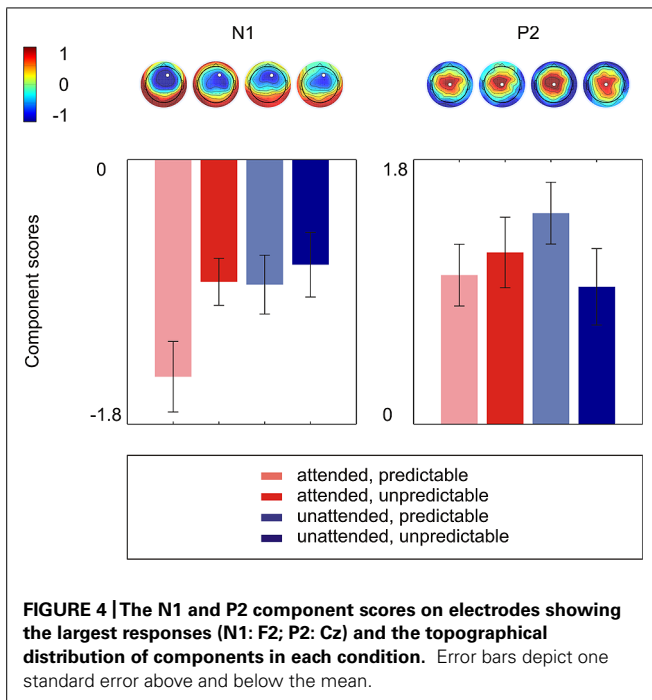 N1
P2
1
0
-1
0
-1.8
Component scores
1.8
0
attended, predictable
attended, unpredictable
unattended, predictable
unattended, unpredictable
FIGURE 4 | The N1 and P2 component scores on electrodes showing
the largest responses (N1: F2; P2: Cz) and the topographical
distribution of components in each condition. Error bars depict one
standard error above and below the mean.